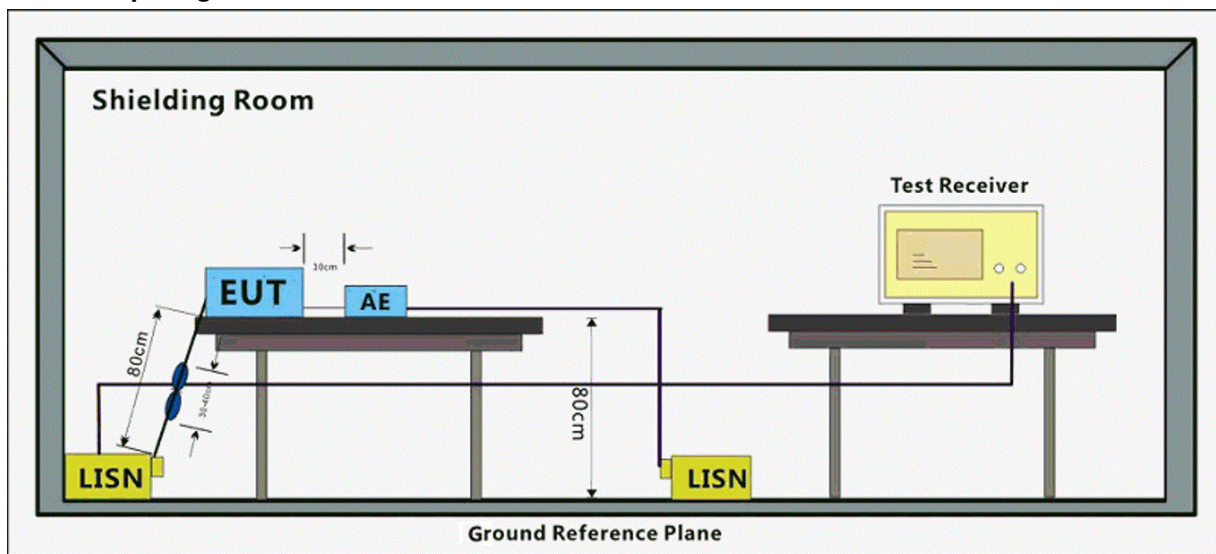 Shielding Room
Test Receiver
10cm
EUT
AE
80cm
30-40cm
80cm
LISN
LISN
Ground Reference Plane